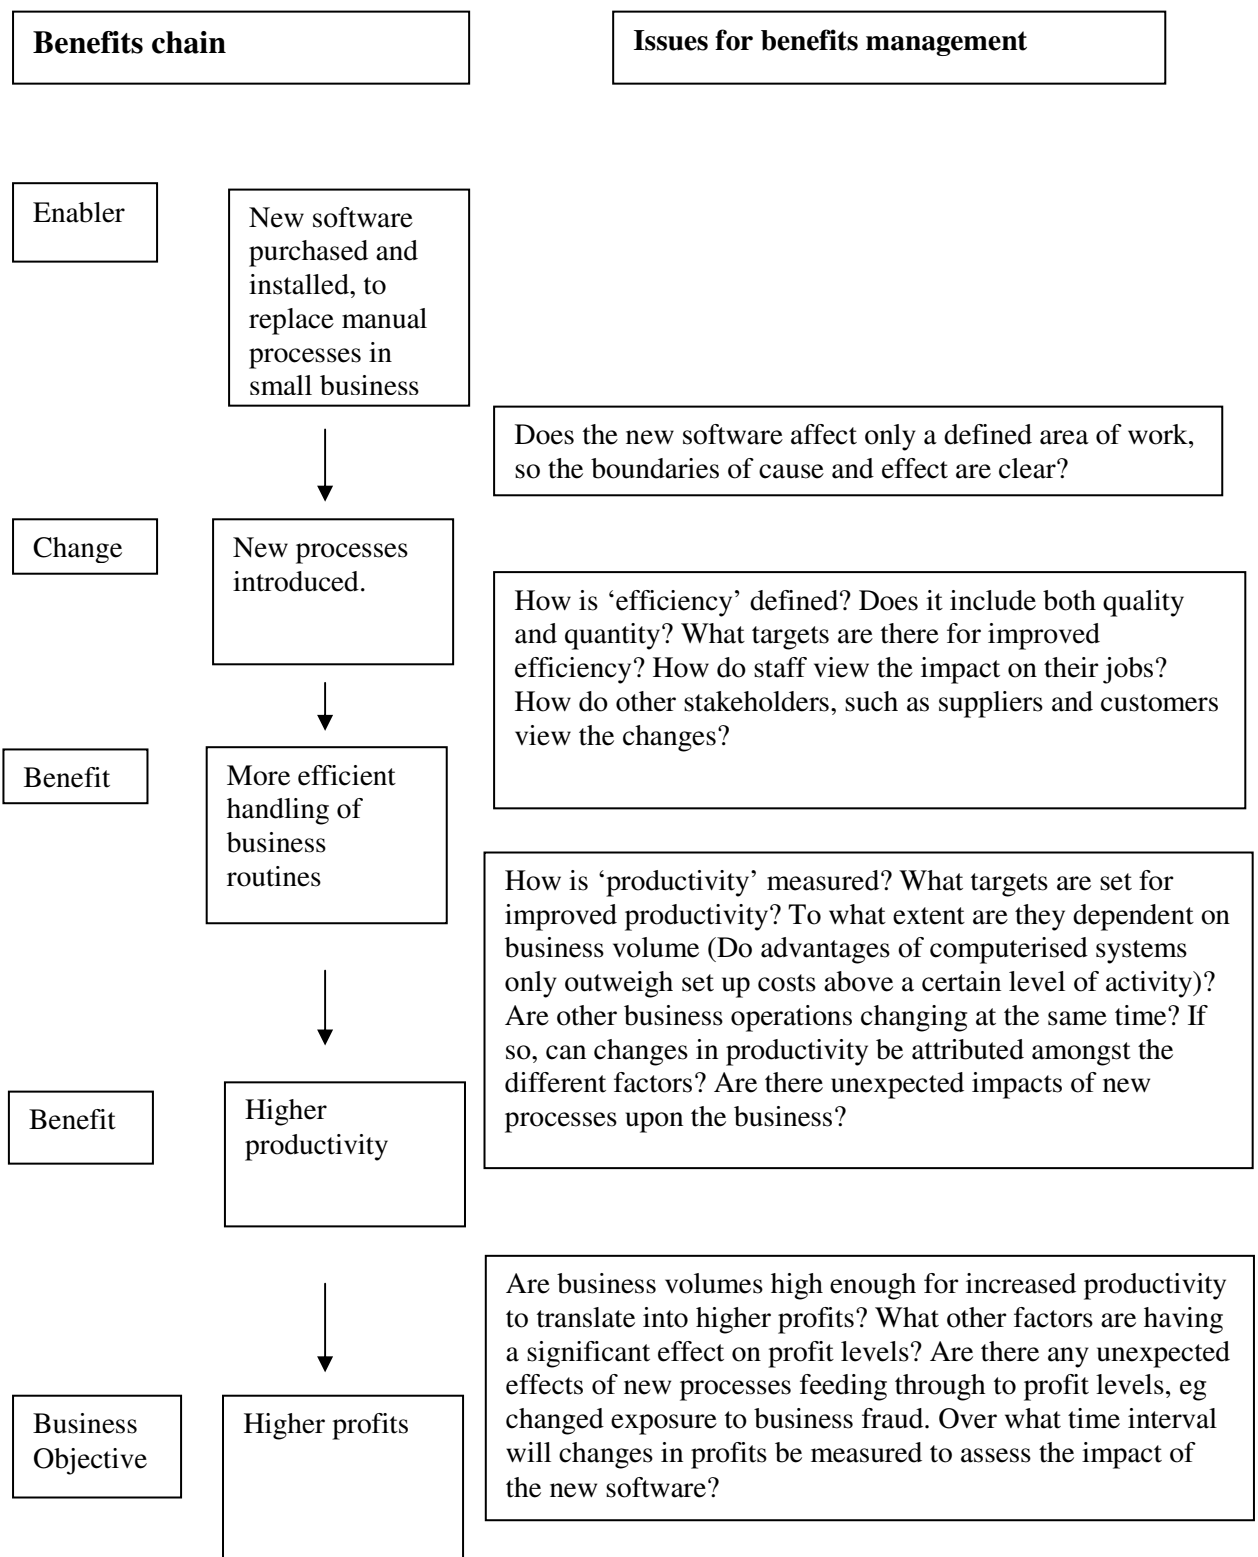 Benefits chain
Issues for benefits management
Enabler
New software
purchased and
installed, to
replace manual
processes in
small business
Does the new software affect only a defined area of work,
so the boundaries of cause and effect are clear?
Change
New processes
introduced.
How is ‘efficiency’ defined? Does it include both quality
and quantity? What targets are there for improved
efficiency? How do staff view the impact on their jobs?
How do other stakeholders, such as suppliers and customers
view the changes?
Benefit
More efficient
handling of
business
routines
How is ‘productivity’ measured? What targets are set for
improved productivity? To what extent are they dependent on
business volume (Do advantages of computerised systems
only outweigh set up costs above a certain level of activity)?
Are other business operations changing at the same time? If
so, can changes in productivity be attributed amongst the
different factors? Are there unexpected impacts of new
processes upon the business?
Benefit
Higher
productivity
Are business volumes high enough for increased productivity
to translate into higher profits? What other factors are having
a significant effect on profit levels? Are there any unexpected
effects of new processes feeding through to profit levels, eg
changed exposure to business fraud. Over what time interval
will changes in profits be measured to assess the impact of
the new software?
Business
Objective
Higher profits